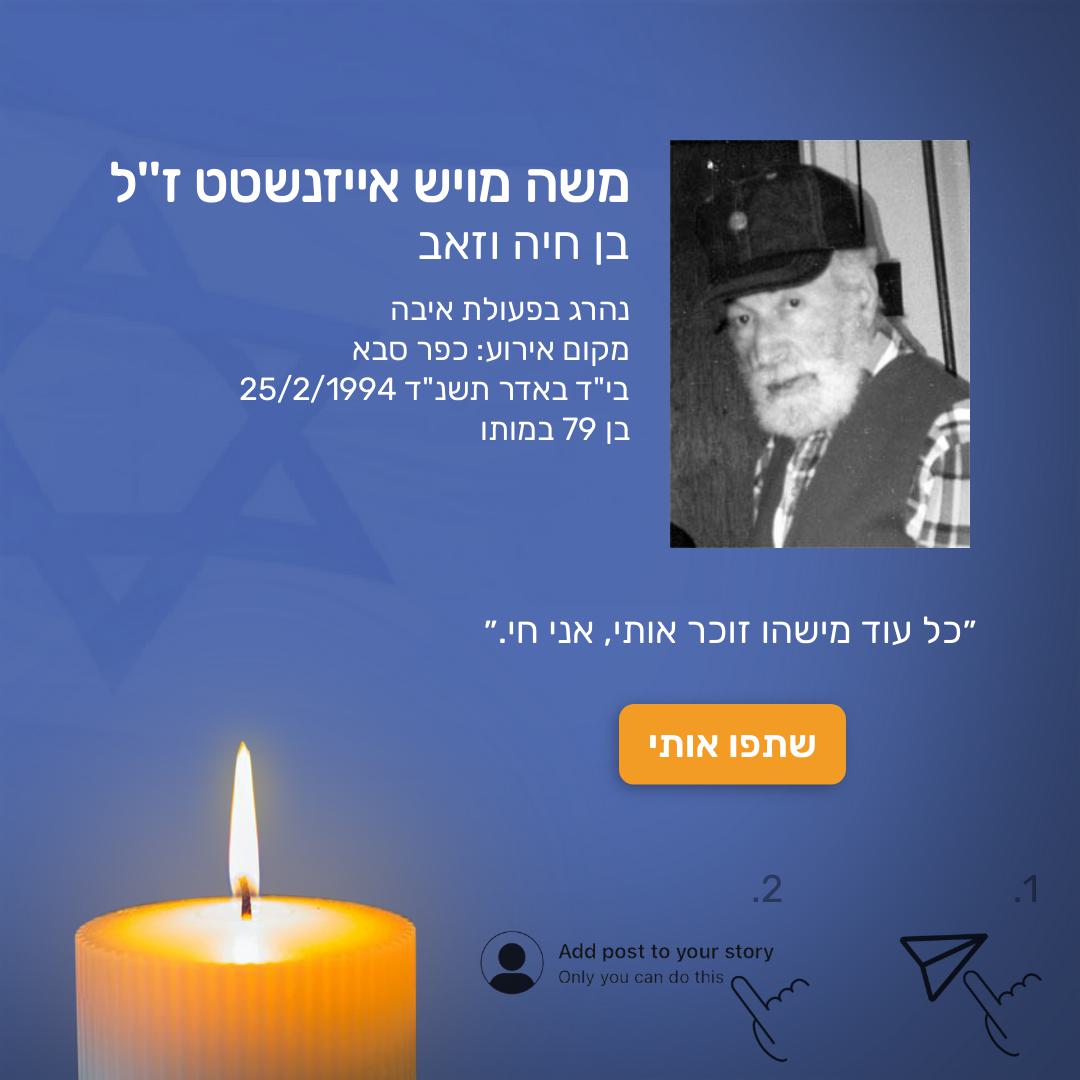 משה מויש אייזנשטט ז"ל
בן חיה וזאב
נהרג בפעולת איבה
מקום אירוע: כפר סבא
בי"ד באדר תשנ"ד 25/2/1994
בן 79 במותו
״כל עוד מישהו זוכר אותי, אני חי.״
שתפו אותי
1.
2.
Add post to your story
Only you can do this